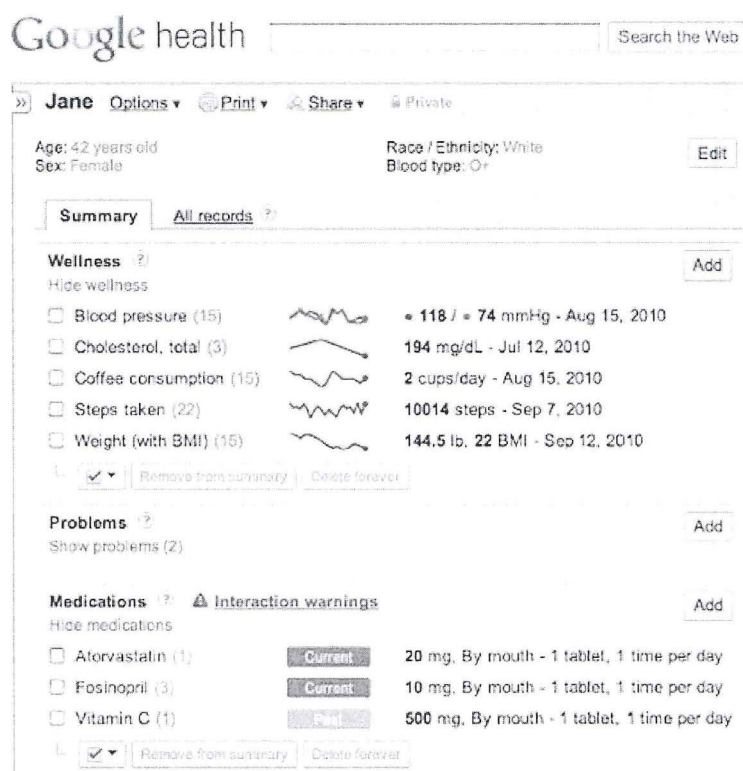 Google health Search the Web
» Jane Options ▾ Print ▾ Share ▾ Private
Age: 42 years old Race / Ethnicity: White Edit
Sex: Female Blood type: O+
Summary All records ?
Wellness ? Add
Hide wellness
Blood pressure (15) • 118 / • 74 mmHg - Aug 15, 2010
Cholesterol, total (3) 194 mg/dL - Jul 12, 2010
Coffee consumption (15) 2 cups/day - Aug 15, 2010
Steps taken (22) 10014 steps - Sep 7, 2010
Weight (with BMI) (15) 144.5 lb, 22 BMI - Sep 12, 2010
Remove from summary Delete forever
Problems ? Add
Show problems (2)
Medications ? Interaction warnings Add
Hide medications
Atorvastatin (1) Current 20 mg, By mouth - 1 tablet, 1 time per day
Fosinopril (3) Current 10 mg, By mouth - 1 tablet, 1 time per day
Vitamin C (1) Past 500 mg, By mouth - 1 tablet, 1 time per day
Remove from summary Delete forever